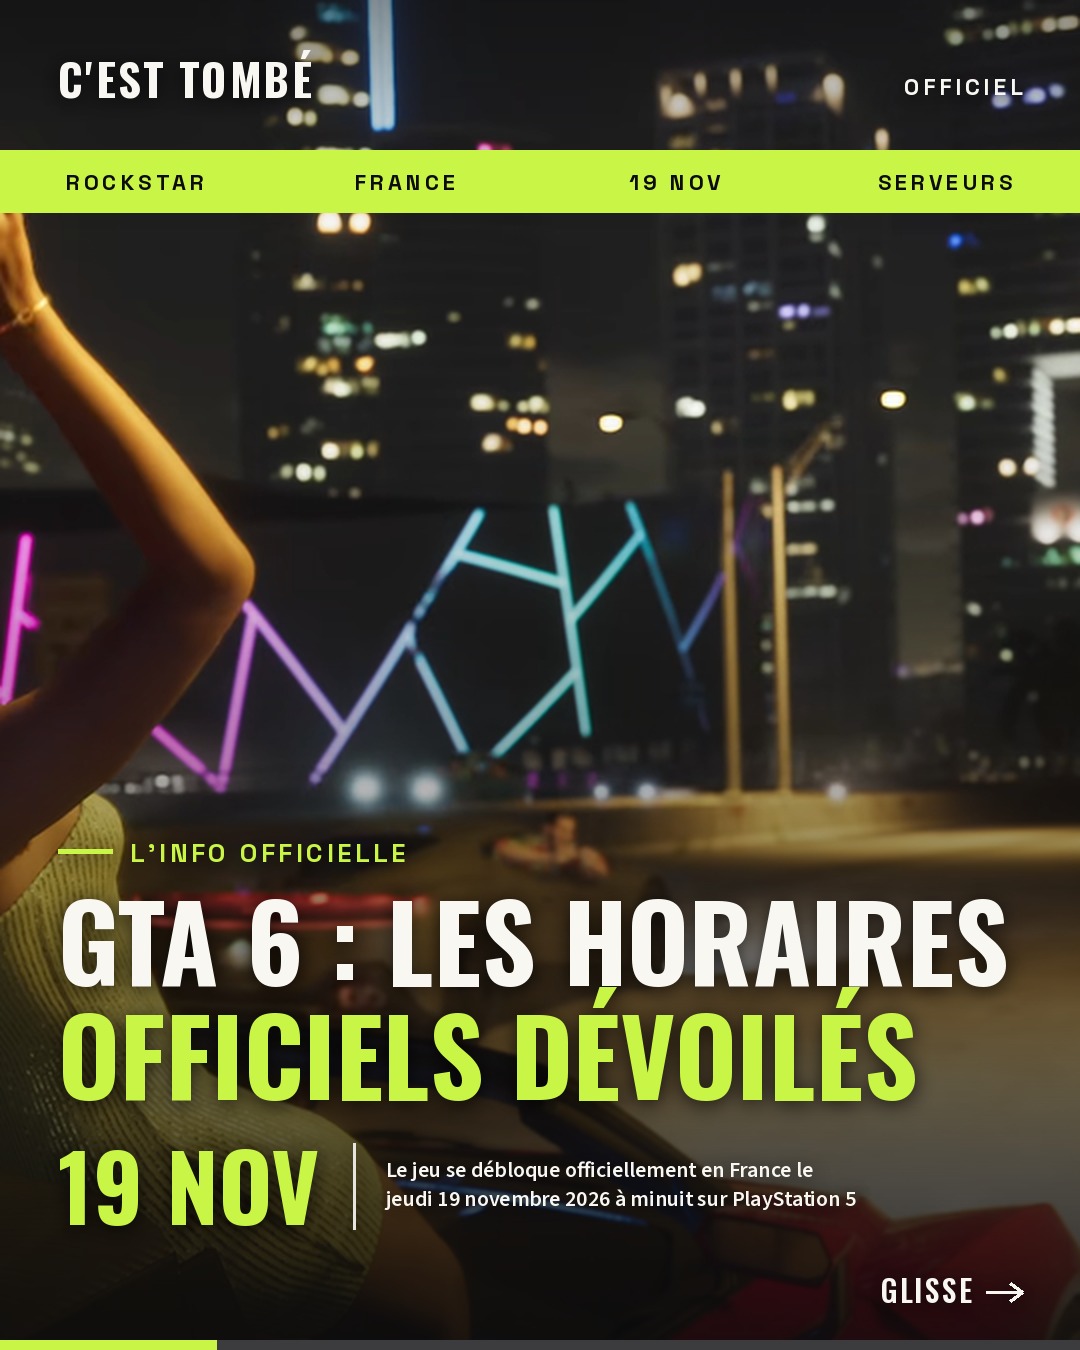 C'EST TOMBÉ
OFFICIEL
ROCKSTAR FRANCE 19 NOV SERVEURS
L’INFO OFFICIELLE
GTA 6 : LES HORAIRES
OFFICIELS DÉVOILÉS
19 NOV
Le jeu se débloque officiellement en France le
jeudi 19 novembre 2026 à minuit sur PlayStation 5
GLISSE →